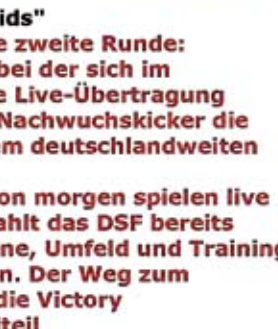 ids"
e zweite Runde:
bei der sich im
e Live-Übertragung
Nachwuchskicker die
m deutschlandweiten
on morgen spielen live
ahlt das DSF bereits
ne, Umfeld und Training
n. Der Weg zum
die Victory
teil